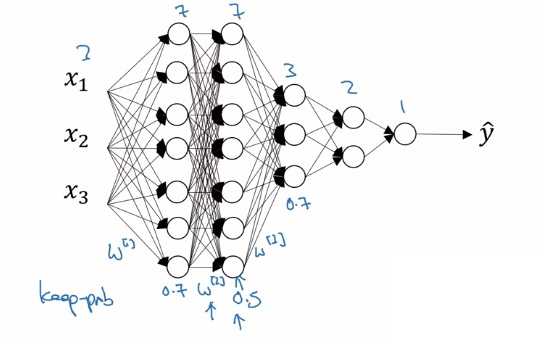 7 7
3 3 2 1
x₁
x₂ ŷ
x₃
0.7
W[1] W[3]
keep-prob 0.7 W[2] 0.5